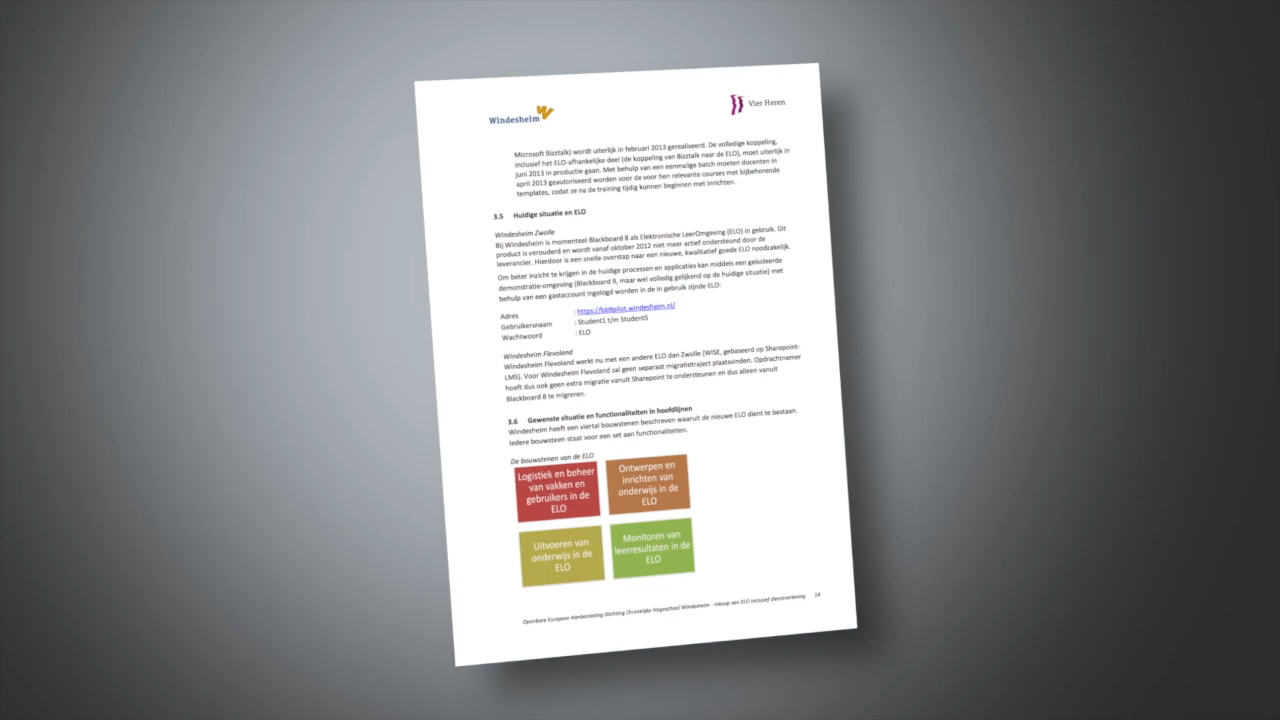 Windesheim
Vier Heren
Microsoft Bizztalk) wordt uiterlijk in februari 2013 gerealiseerd. De volledige koppeling,
inclusief het ELO-afhankelijke deel (de koppeling van Bizztalk naar de ELO), moet uiterlijk in
juni 2013 in productie gaan. Met behulp van een eenmalige batch moeten docenten in
april 2013 geautoriseerd worden voor de voor hen relevante courses met bijbehorende
templates, zodat ze na de training tijdig kunnen beginnen met inrichten.
3.5 Huidige situatie en ELO
Windesheim Zwolle
Bij Windesheim is momenteel Blackboard 8 als Elektronische LeerOmgeving (ELO) in gebruik. Dit
product is verouderd en wordt vanaf oktober 2012 niet meer actief ondersteund door de
leverancier. Hierdoor is een snelle overstap naar een nieuwe, kwalitatief goede ELO noodzakelijk.
Om beter inzicht te krijgen in de huidige processen en applicaties kan middels een geïsoleerde
demonstratie-omgeving (Blackboard 9, maar wel volledig gelijkend op de huidige situatie) met
behulp van een gastaccount ingelogd worden in de in gebruik zijnde ELO:
Adres : https://bb9pilot.windesheim.nl/
Gebruikersnaam : Student1 t/m Student5
Wachtwoord : ELO
Windesheim Flevoland
Windesheim Flevoland werkt nu met een andere ELO dan Zwolle (WISE, gebaseerd op Sharepoint-
LMS). Voor Windesheim Flevoland zal geen separaat migratietraject plaatsvinden. Opdrachtnemer
hoeft dus ook geen extra migratie vanuit Sharepoint te ondersteunen en dus alleen vanuit
Blackboard 8 te migreren.
3.6 Gewenste situatie en functionaliteiten in hoofdlijnen
Windesheim heeft een viertal bouwstenen beschreven waaruit de nieuwe ELO dient te bestaan.
Iedere bouwsteen staat voor een set aan functionaliteiten.
De bouwstenen van de ELO
Logistiek en beheer
van vakken en
gebruikers in de
ELO
Ontwerpen en
inrichten van
onderwijs in de
ELO
Uitvoeren van
onderwijs in de
ELO
Monitoren van
leerresultaten in de
ELO
Openbare Europese Aanbesteding Stichting Christelijke Hogeschool Windesheim - Inkoop van ELO inclusief dienstverlening 14